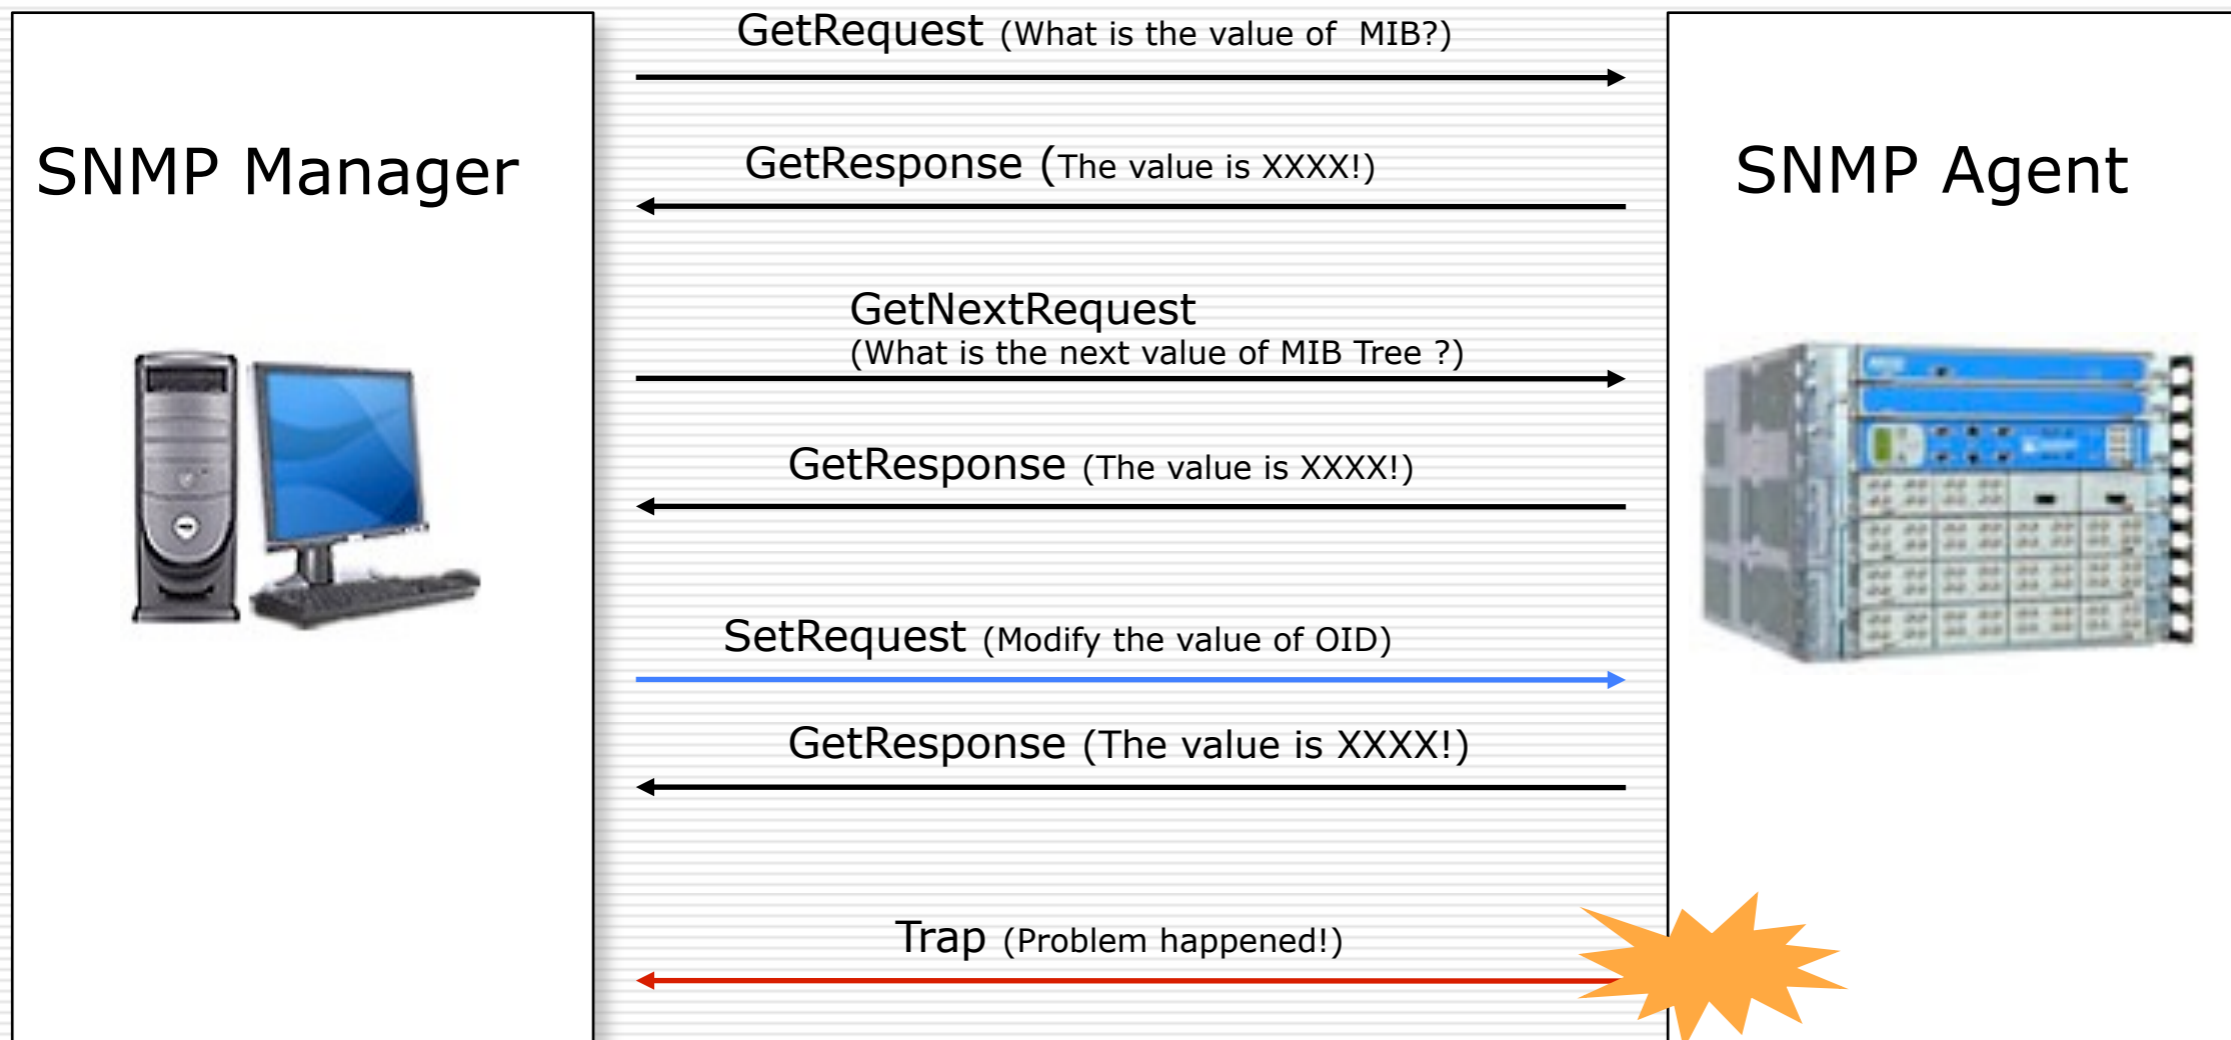 GetRequest (What is the value of  MIB?)
SNMP Manager
GetResponse (The value is XXXX!)
SNMP Agent
GetNextRequest
(What is the next value of MIB Tree ?)
GetResponse (The value is XXXX!)
SetRequest (Modify the value of OID)
GetResponse (The value is XXXX!)
Trap (Problem happened!)